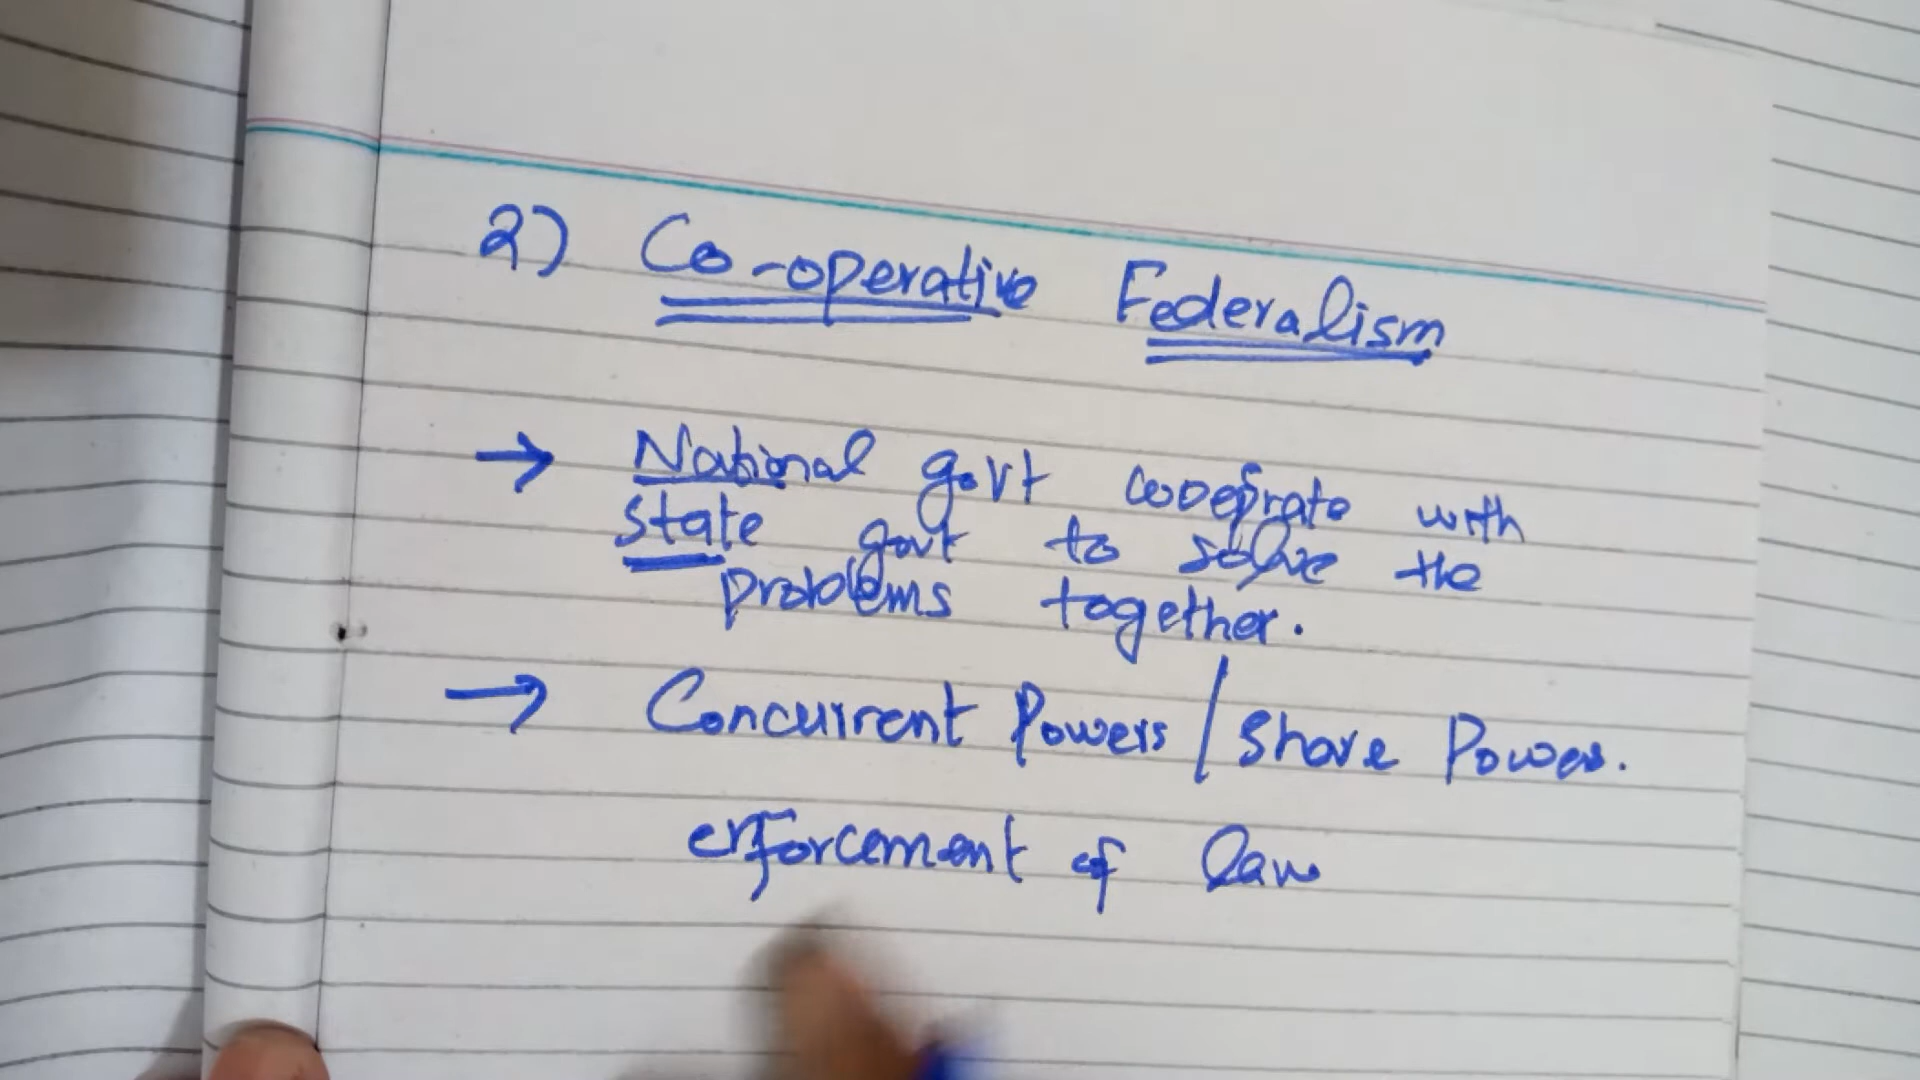 2) Co-operative Federalism
→ National govt cooperate with
state govt to solve the
problems together.
→ Concurrent Powers / Share Power.
enforcement of law